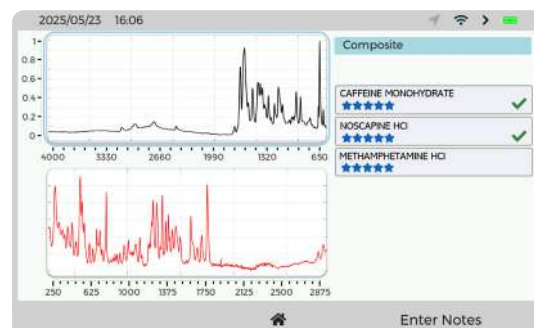 2025/05/23 16:06
Composite
1
0.8
0.6
0.4
0.2
0
4000 3330 2660 1990 1320 650
CAFFEINE MONOHYDRATE
NOSCAPINE HCl
METHAMPHETAMINE HCl
250 625 1000 1375 1750 2125 2500 2875
Enter Notes